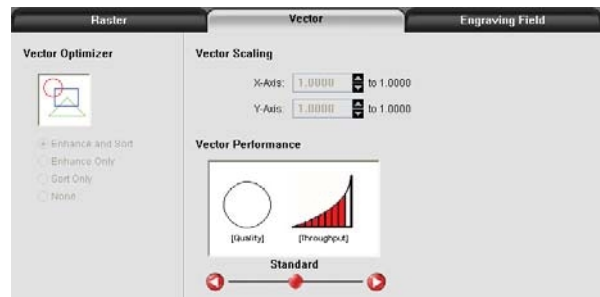 Raster
Vector
Engraving Field
Vector Optimizer
Enhance and Sort
Enhance Only
Sort Only
None
Vector Scaling
X-Axis: 1.0000 to 1.0000
Y-Axis: 1.0000 to 1.0000
Vector Performance
[Quality] [Throughput]
Standard